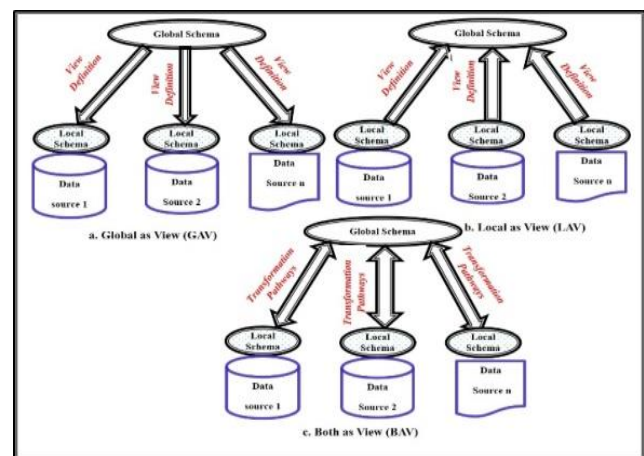 Global Schema
View
Definition
View
Definition
View
Definition
Local
Schema
Local
Schema
Local
Schema
Data
source 1
Data
Source 2
Data
Source n
a. Global as View (GAV)
Global Schema
View
Definition
View
Definition
View
Definition
Local
Schema
Local
Schema
Local
Schema
Data
source 1
Data
Source 2
Data
Source n
b. Local as View (LAV)
Global Schema
Transformation
Pathways
Transformation
Pathways
Transformation
Pathways
Local
Schema
Local
Schema
Local
Schema
Data
source 1
Data
Source 2
Data
Source n
c. Both as View (BAV)